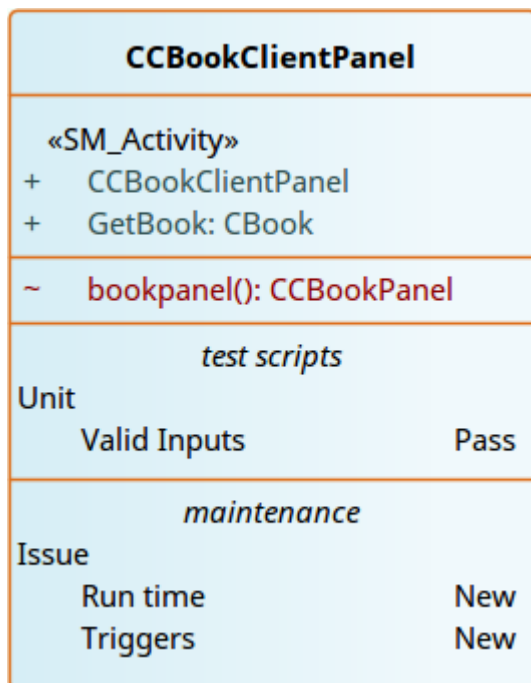 CCBookClientPanel
«SM_Activity»
+ CCBookClientPanel
+ GetBook: CBook
~ bookpanel(): CCBookPanel
test scripts
Unit
Valid Inputs Pass
maintenance
Issue
Run time New
Triggers New